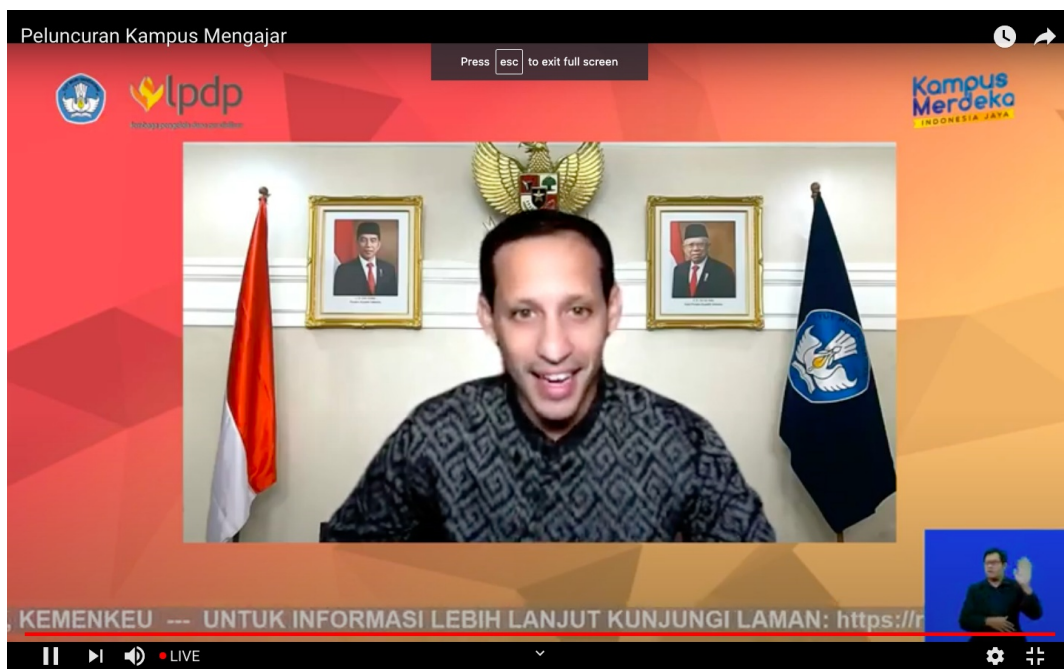 Peluncuran Kampus Mengajar
Press esc to exit full screen
lpdp
Kampus
Merdeka
INDONESIA JAYA
, KEMENKEU --- UNTUK INFORMASI LEBIH LANJUT KUNJUNGI LAMAN: https://r
LIVE